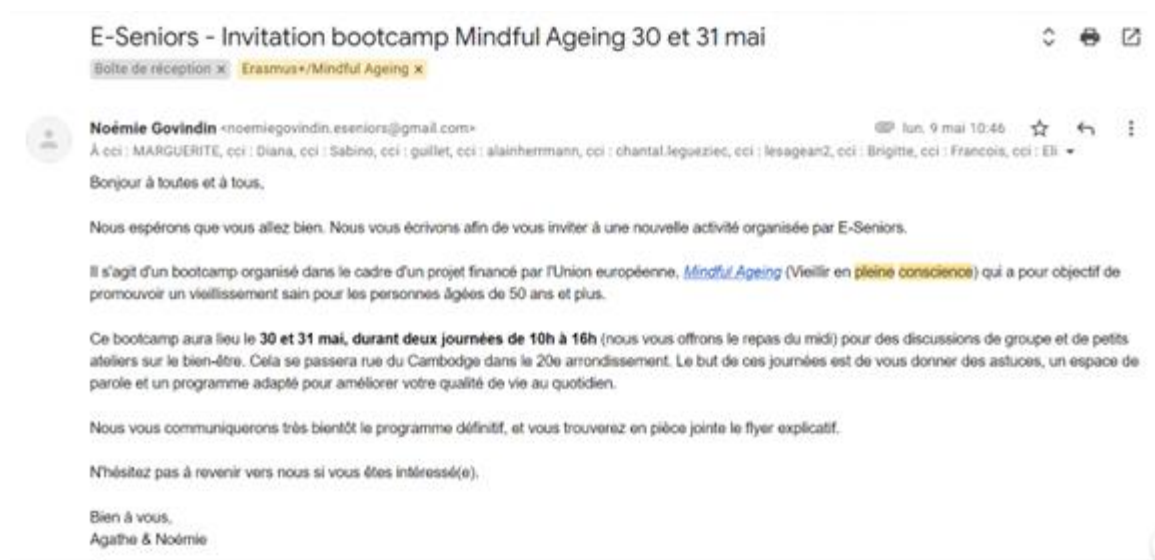 E-Seniors - Invitation bootcamp Mindful Ageing 30 et 31 mai
Boîte de réception x Erasmus+/Mindful Ageing x
Noémie Govindin <noemiegovindin.eseniors@gmail.com> lun. 9 mai 10:46
À cci : MARGUERITE, cci : Diana, cci : Sabino, cci : guillet, cci : alainherrmann, cci : chantal.legueziec, cci : lesagean2, cci : Brigitte, cci : Francois, cci : Eli
Bonjour à toutes et à tous,
Nous espérons que vous allez bien. Nous vous écrivons afin de vous inviter à une nouvelle activité organisée par E-Seniors.
Il s'agit d'un bootcamp organisé dans le cadre d'un projet financé par l'Union européenne, Mindful Ageing (Vieillir en pleine conscience) qui a pour objectif de
promouvoir un vieillissement sain pour les personnes âgées de 50 ans et plus.
Ce bootcamp aura lieu le 30 et 31 mai, durant deux journées de 10h à 16h (nous vous offrons le repas du midi) pour des discussions de groupe et de petits
ateliers sur le bien-être. Cela se passera rue du Cambodge dans le 20e arrondissement. Le but de ces journées est de vous donner des astuces, un espace de
parole et un programme adapté pour améliorer votre qualité de vie au quotidien.
Nous vous communiquerons très bientôt le programme définitif, et vous trouverez en pièce jointe le flyer explicatif.
N'hésitez pas à revenir vers nous si vous êtes intéressé(e).
Bien à vous,
Agathe & Noémie